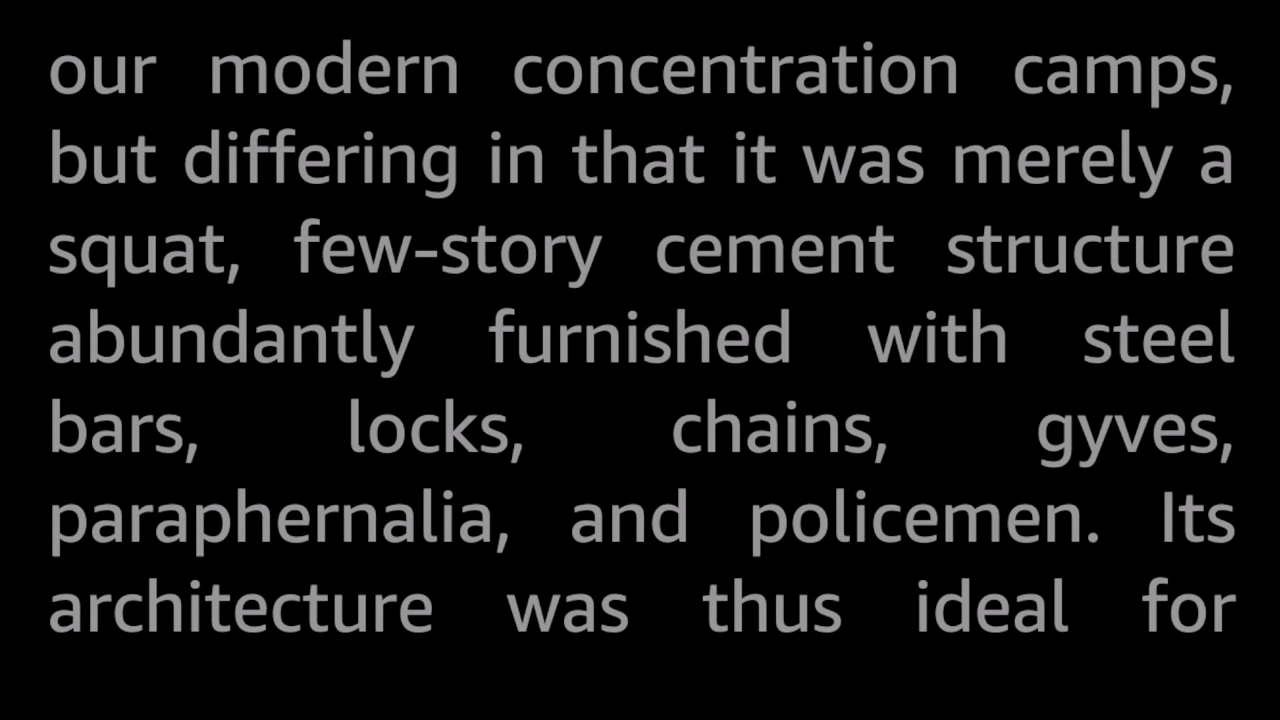 our modern concentration camps,
but differing in that it was merely a
squat, few-story cement structure
abundantly furnished with steel
bars, locks, chains, gyves,
paraphernalia, and policemen. Its
architecture was thus ideal for